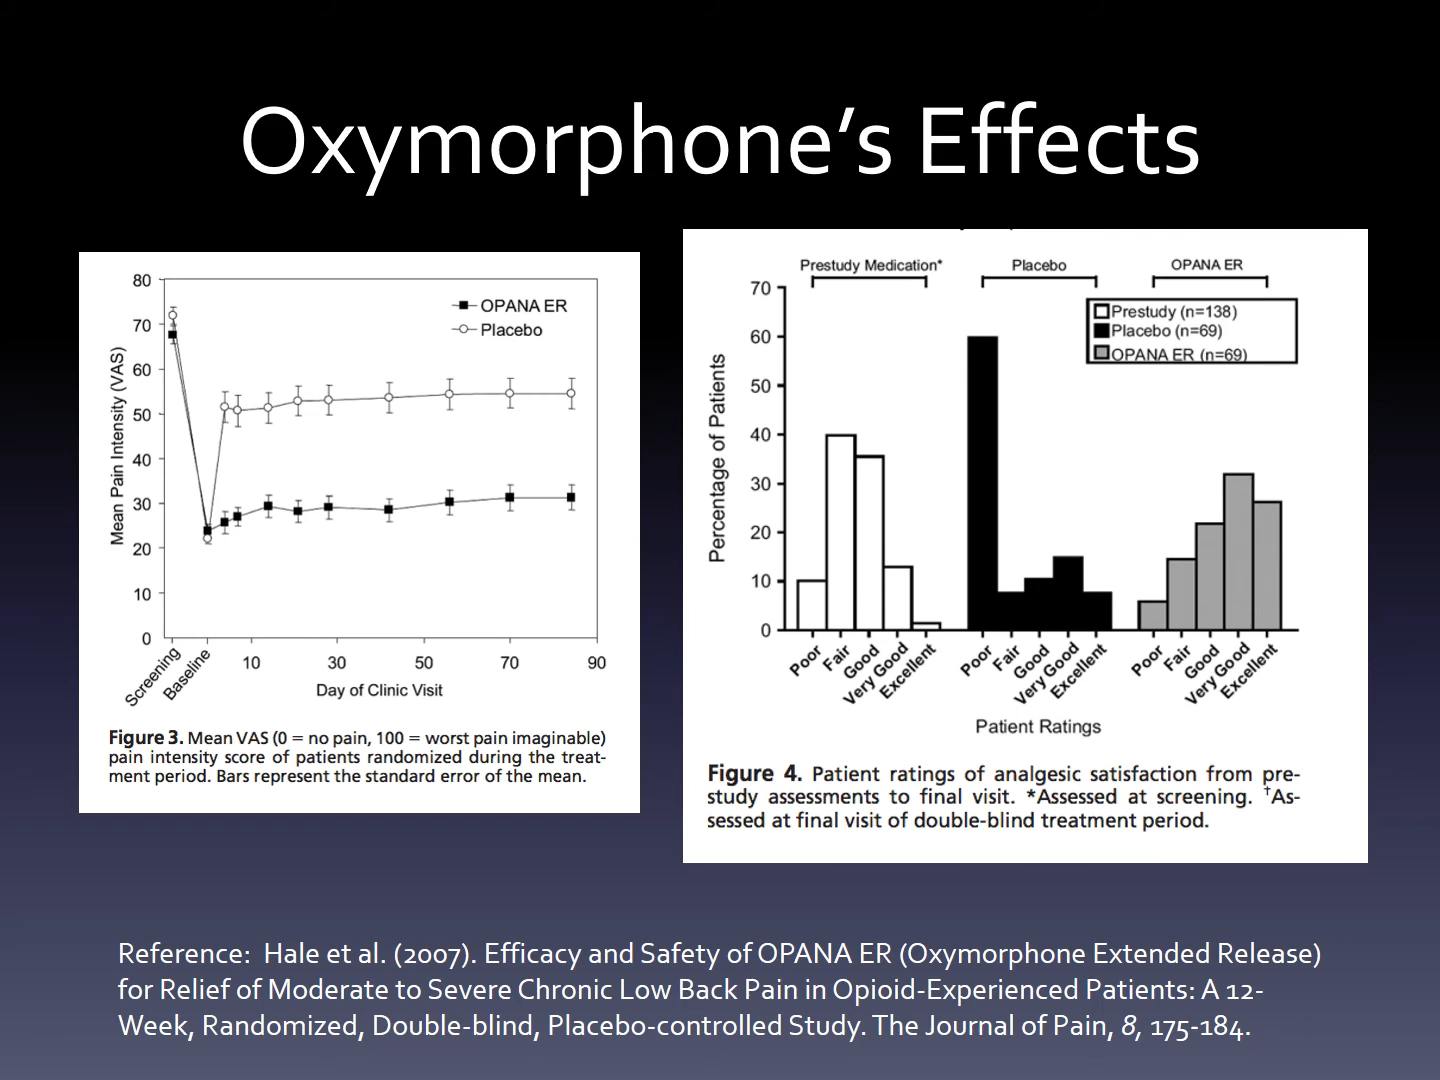 Oxymorphone's Effects
80
70
60
50
40
30
20
10
0
Mean Pain Intensity (VAS)
OPANA ER
Placebo
Screening
Baseline
10
30
50
70
90
Day of Clinic Visit
Figure 3. Mean VAS (0 = no pain, 100 = worst pain imaginable)
pain intensity score of patients randomized during the treat-
ment period. Bars represent the standard error of the mean.
Prestudy Medication*
Placebo
OPANA ER
70
60
50
40
30
20
10
0
Percentage of Patients
Prestudy (n=138)
Placebo (n=69)
OPANA ER (n=69)
Poor
Fair
Good
Very Good
Excellent
Poor
Fair
Good
Very Good
Excellent
Poor
Fair
Good
Very Good
Excellent
Patient Ratings
Figure 4. Patient ratings of analgesic satisfaction from pre-
study assessments to final visit. *Assessed at screening. †As-
sessed at final visit of double-blind treatment period.
Reference: Hale et al. (2007). Efficacy and Safety of OPANA ER (Oxymorphone Extended Release)
for Relief of Moderate to Severe Chronic Low Back Pain in Opioid-Experienced Patients: A 12-
Week, Randomized, Double-blind, Placebo-controlled Study. The Journal of Pain, 8, 175-184.